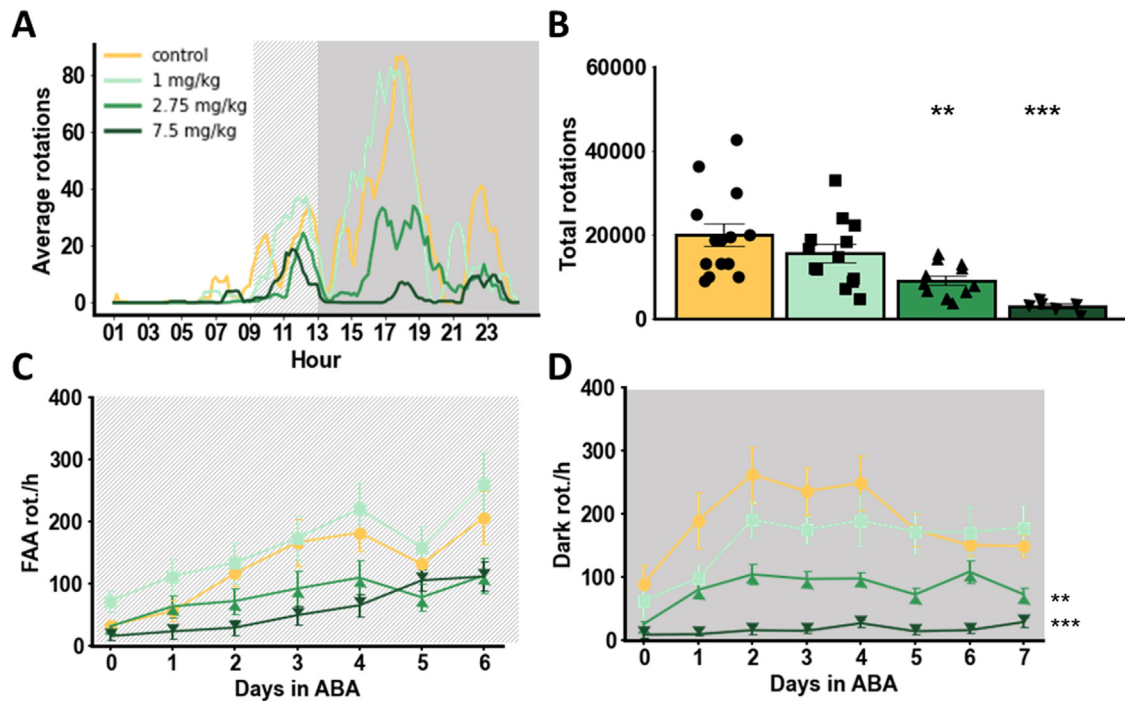 A
Average rotations
control
1 mg/kg
2.75 mg/kg
7.5 mg/kg
80
60
40
20
0
01 03 05 07 09 11 13 15 17 19 21 23
Hour
B
Total rotations
60000
40000
20000
0
** ***
C
FAA rot./h
400
300
200
100
0
0 1 2 3 4 5 6
Days in ABA
D
Dark rot./h
400
300
200
100
0
**
***
0 1 2 3 4 5 6 7
Days in ABA